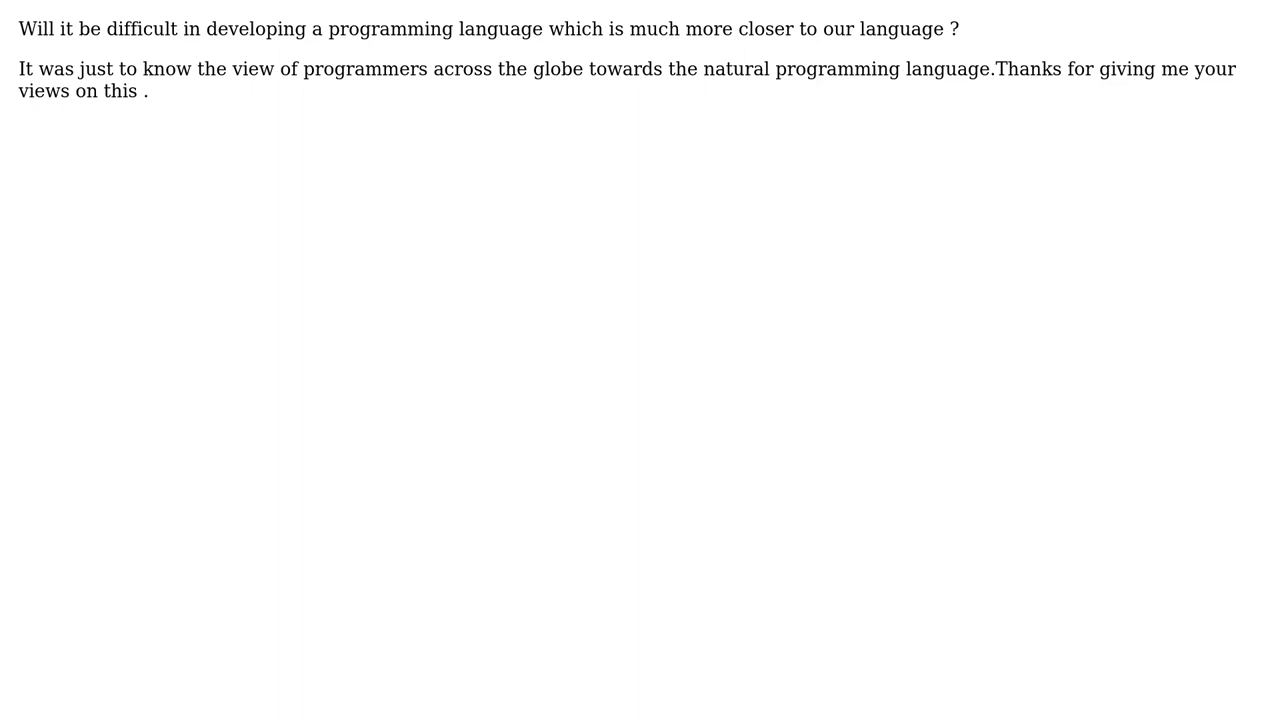 Will it be difficult in developing a programming language which is much more closer to our language ?
It was just to know the view of programmers across the globe towards the natural programming language.Thanks for giving me your
views on this .